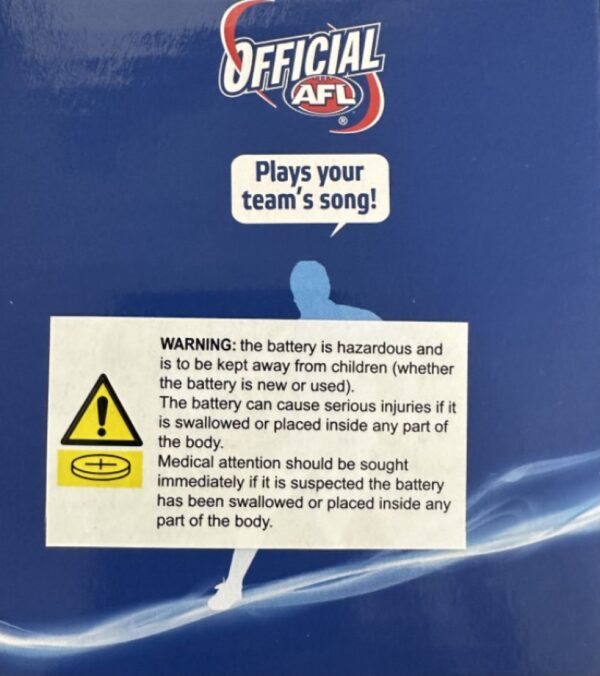 OFFICIAL
AFL
®
Plays your
team's song!
WARNING: the battery is hazardous and
is to be kept away from children (whether
the battery is new or used).
The battery can cause serious injuries if it
is swallowed or placed inside any part of
the body.
Medical attention should be sought
immediately if it is suspected the battery
has been swallowed or placed inside any
part of the body.